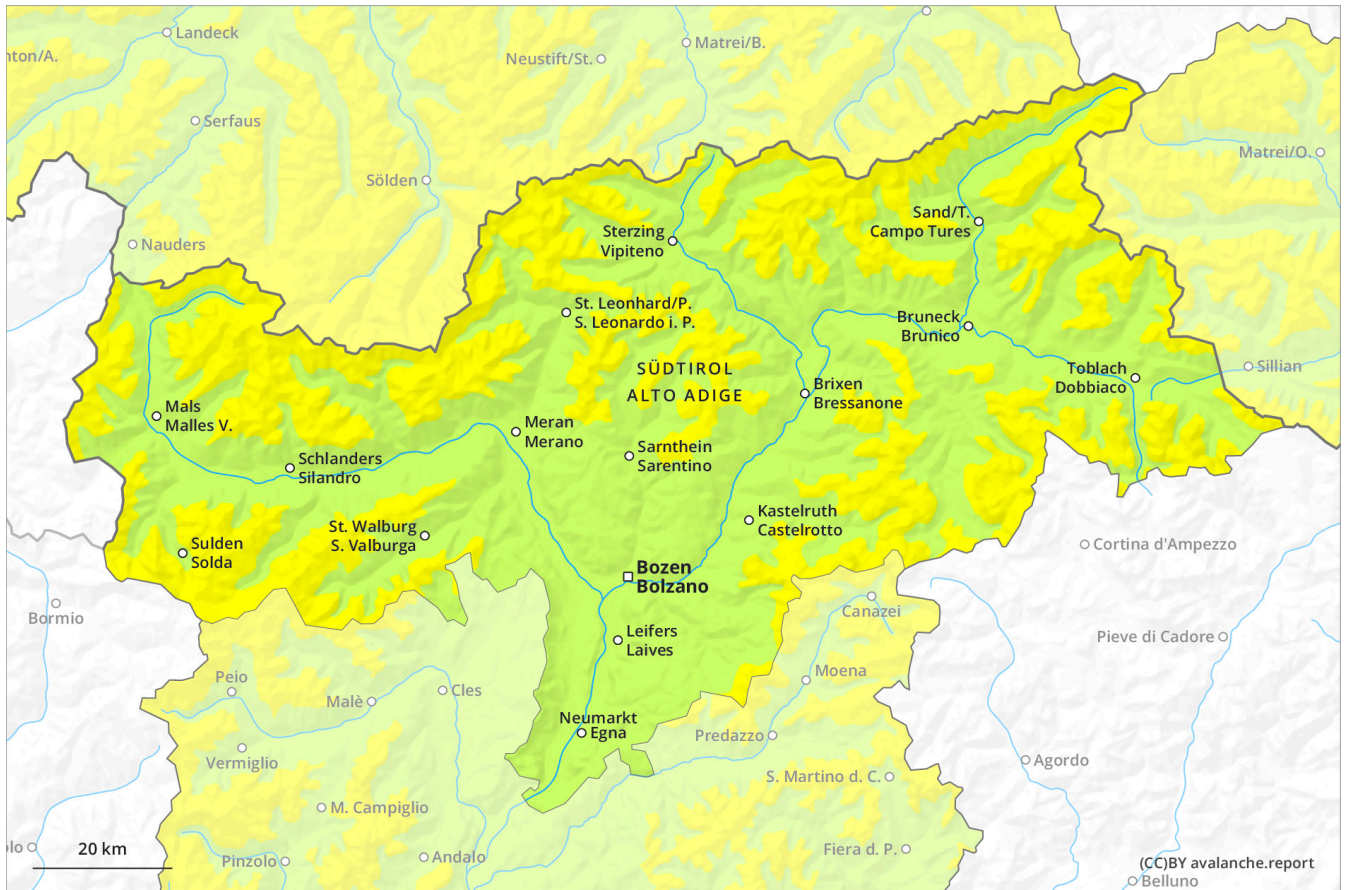 Landeck
nton/A.
Matrei/B.
Neustift/St.
Serfaus
Matrei/O.
Sölden
Sand/T.
Campo Tures
Sterzing
Vipiteno
Nauders
St. Leonhard/P.
S. Leonardo i. P.
Bruneck
Brunico
SÜDTIROL
ALTO ADIGE
Toblach
Dobbiaco
Sillian
Brixen
Bressanone
Mals
Malles V.
Meran
Merano
Sarnthein
Sarentino
Schlanders
Silandro
Kastelruth
Castelrotto
St. Walburg
S. Valburga
Sulden
Solda
Cortina d'Ampezzo
Bozen
Bolzano
Bormio
Canazei
Leifers
Laives
Pieve di Cadore
Peio
Moena
Malè
Cles
Neumarkt
Egna
Predazzo
Vermiglio
Agordo
S. Martino d. C.
M. Campiglio
lo
20 km
Pinzolo
Andalo
Fiera d. P.
(CC)BY avalanche.report
Belluno